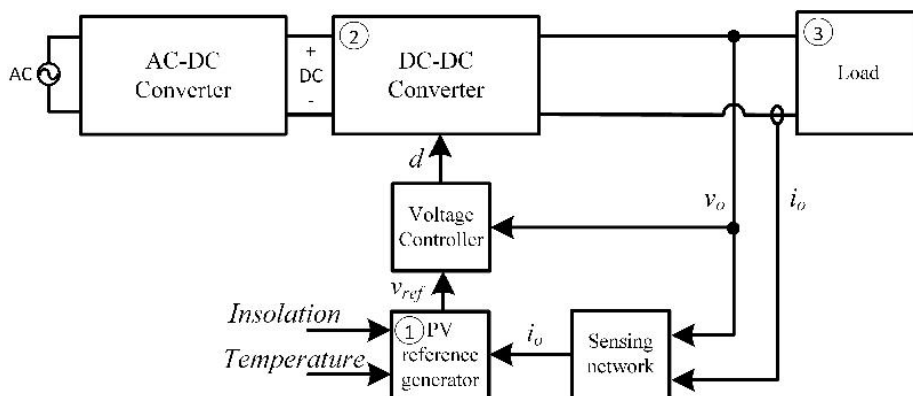 AC
AC-DC
Converter
+
DC
-
②
DC-DC
Converter
③
Load
d
v_o
i_o
Voltage
Controller
v_ref
Insolation
Temperature
① PV
reference
generator
i_o
Sensing
network